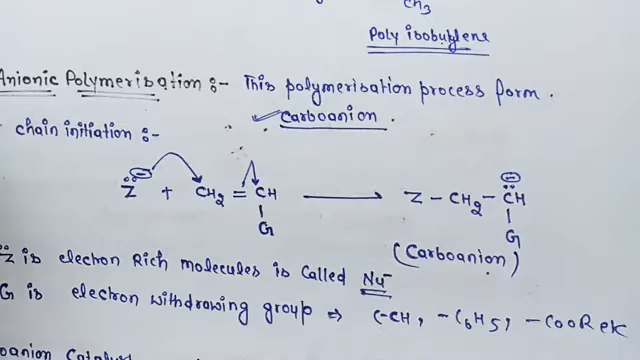 CH3
Poly isobutylene
Anionic Polymerisation :- This polymerisation process form.
Carboanion.
chain initiation :-
Z̈⊖ + CH2 = CH ⟶ Z - CH2 - C̈H⊖
G G
(Carboanion)
Z̈ is electron Rich molecules is called Nu-
G is electron withdrawing group ⇒ (-CH, -C6H5, -COOR etc